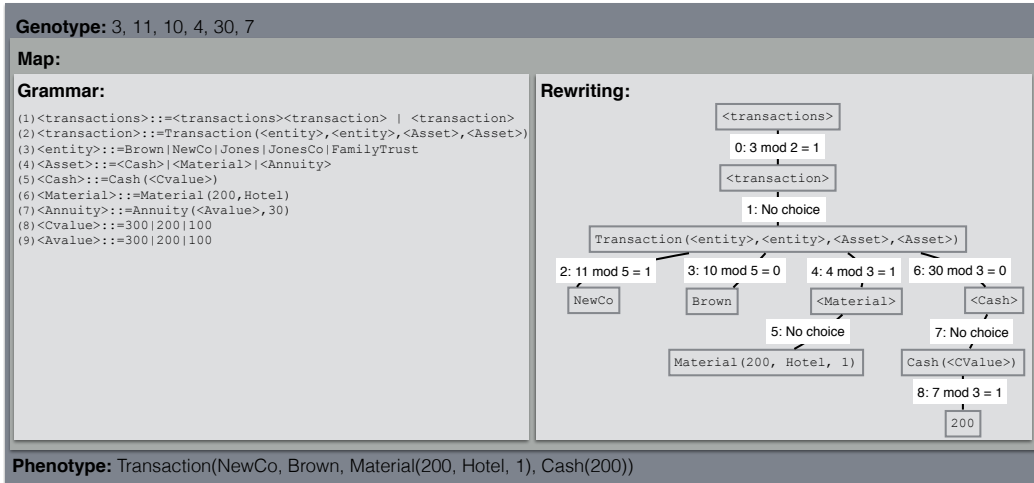 Genotype: 3, 11, 10, 4, 30, 7
Map:
Grammar:
(1)<transactions>::=<transactions><transaction> | <transaction>
(2)<transaction>::=Transaction(<entity>,<entity>,<Asset>,<Asset>)
(3)<entity>::=Brown|NewCo|Jones|JonesCo|FamilyTrust
(4)<Asset>::=<Cash>|<Material>|<Annuity>
(5)<Cash>::=Cash(<Cvalue>)
(6)<Material>::=Material(200,Hotel)
(7)<Annuity>::=Annuity(<Avalue>,30)
(8)<Cvalue>::=300|200|100
(9)<Avalue>::=300|200|100
Rewriting:
<transactions>
0: 3 mod 2 = 1
<transaction>
1: No choice
Transaction(<entity>,<entity>,<Asset>,<Asset>)
2: 11 mod 5 = 1 3: 10 mod 5 = 0 4: 4 mod 3 = 1 6: 30 mod 3 = 0
NewCo Brown <Material> <Cash>
5: No choice 7: No choice
Material(200, Hotel, 1) Cash(<CValue>)
8: 7 mod 3 = 1
200
Phenotype: Transaction(NewCo, Brown, Material(200, Hotel, 1), Cash(200))